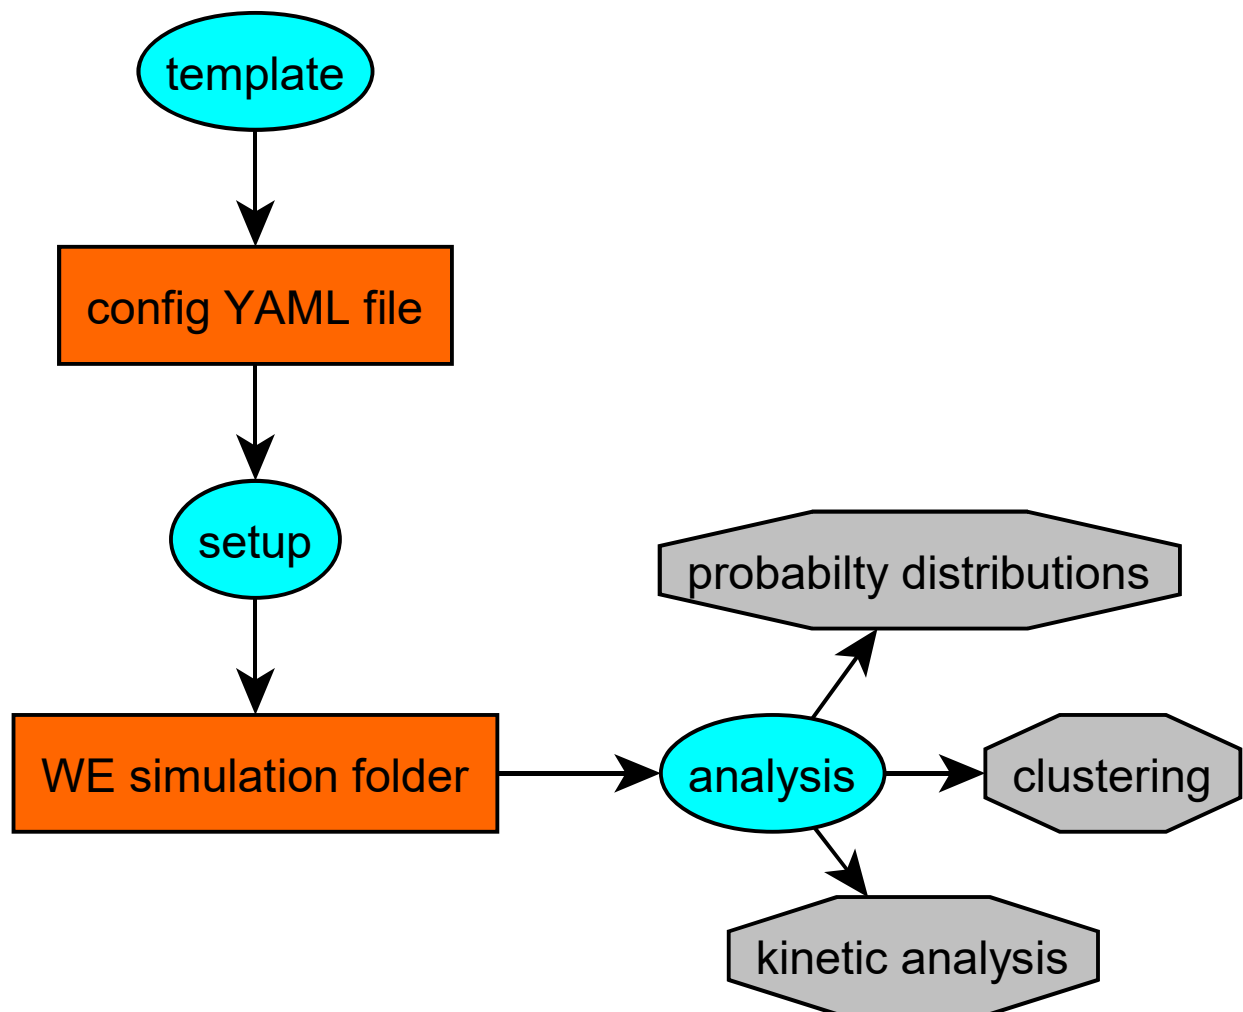 template
config YAML file
setup
probabilty distributions
WE simulation folder
analysis
clustering
kinetic analysis